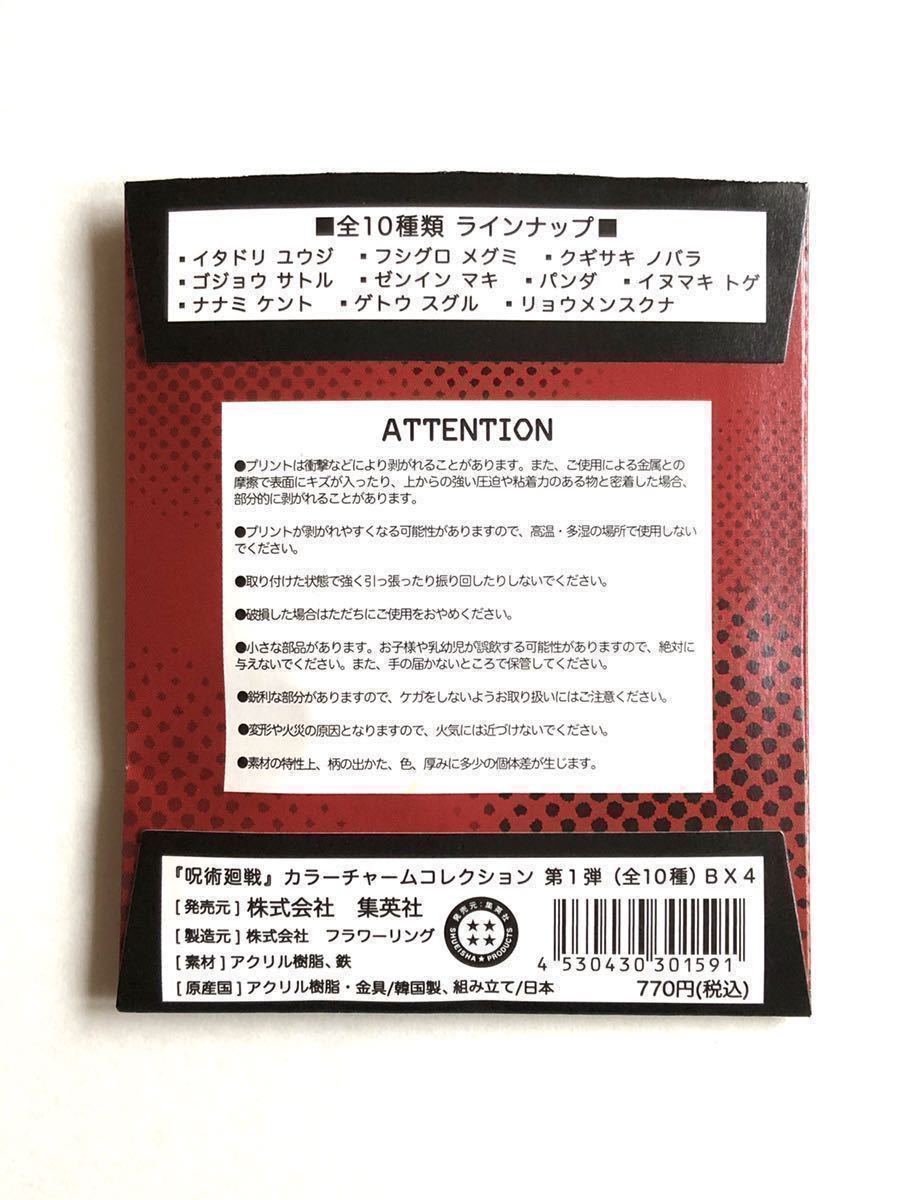 ■全10種類 ラインナップ■
▪イタドリ ユウジ ▪フシグロ メグミ ▪クギサキ ノバラ
▪ゴジョウ サトル ▪ゼンイン マキ ▪パンダ ▪イヌマキ トゲ
▪ナナミ ケント ▪ゲトウ スグル ▪リョウメンスクナ
ATTENTION
●プリントは衝撃などにより剥がれることがあります。また、ご使用による金属との
摩擦で表面にキズが入ったり、上からの強い圧迫や粘着力のある物と密着した場合、
部分的に剥がれることがあります。
●プリントが剥がれやすくなる可能性がありますので、高温・多湿の場所で使用しない
でください。
●取り付けた状態で強く引っ張ったり振り回したりしないでください。
●破損した場合はただちにご使用をおやめください。
●小さな部品があります。お子様や乳幼児が誤飲する可能性がありますので、絶対に
与えないでください。また、手の届かないところで保管してください。
●鋭利な部分がありますので、ケガをしないようお取り扱いにはご注意ください。
●変形や火災の原因となりますので、火気には近づけないでください。
●素材の特性上、柄の出かた、色、厚みに多少の個体差が生じます。
『呪術廻戦』カラーチャームコレクション 第1弾(全10種)BX4
[発売元]株式会社 集英社
[製造元]株式会社 フラワーリング
[素材]アクリル樹脂、鉄
[原産国]アクリル樹脂・金具/韓国製、組み立て/日本
発売元:集英社
SHUEISHA★PRODUCTS
4 530430 301591
770円(税込)